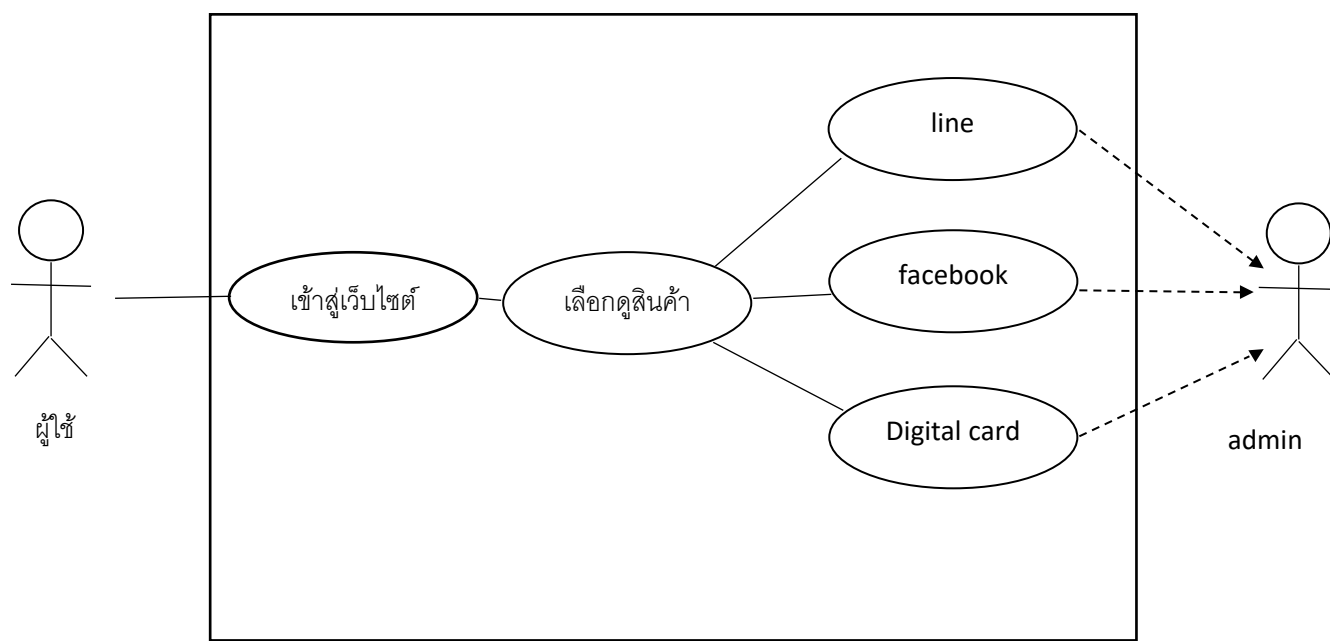 line
facebook
เข้าสู่เว็บไซต์
เลือกดูสินค้า
Digital card
ผู้ใช้
admin